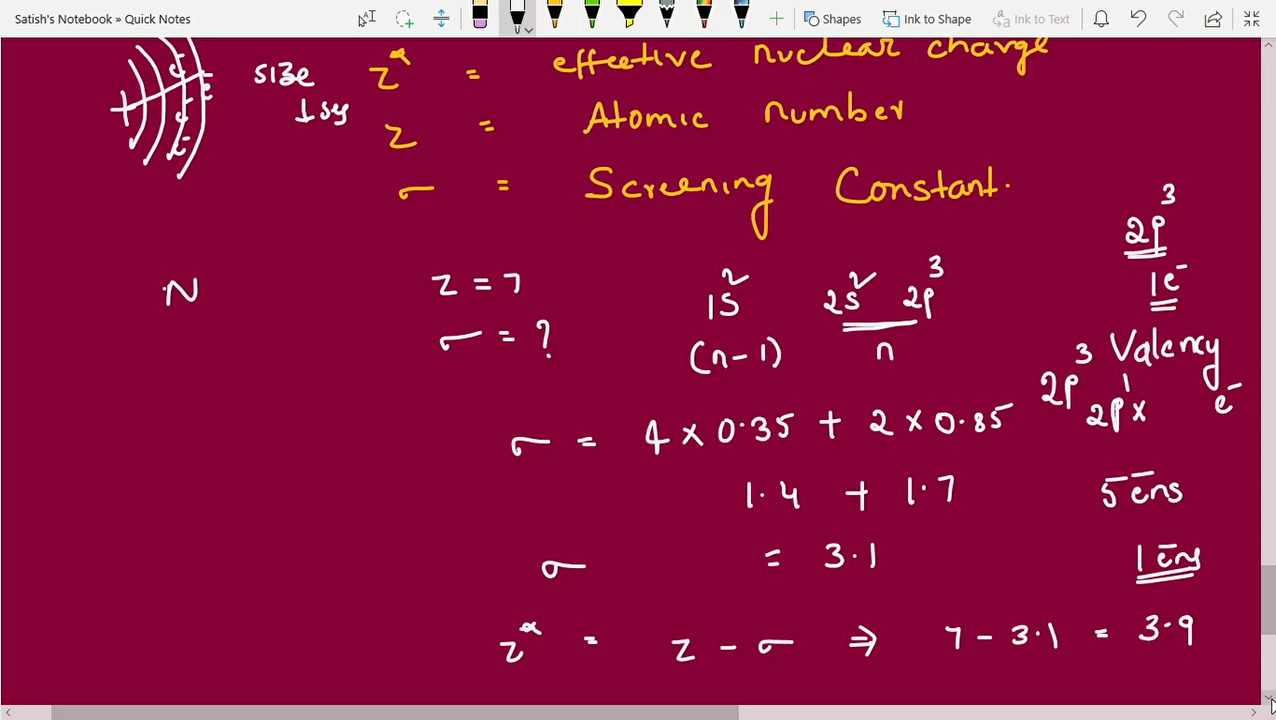 Satish's Notebook » Quick Notes
Shapes Ink to Shape Ink to Text
size Z* = effective nuclear charge
Z = Atomic number
σ = Screening Constant.
2p³
1e⁻
N Z = 7 1s² 2s² 2p³
σ = ? (n-1) n
2p³ Valency
2px¹ e⁻
σ = 4 × 0.35 + 2 × 0.85
1.4 + 1.7 5 ens
σ = 3.1 1 ens
Z* = Z - σ ⇒ 7 - 3.1 = 3.9